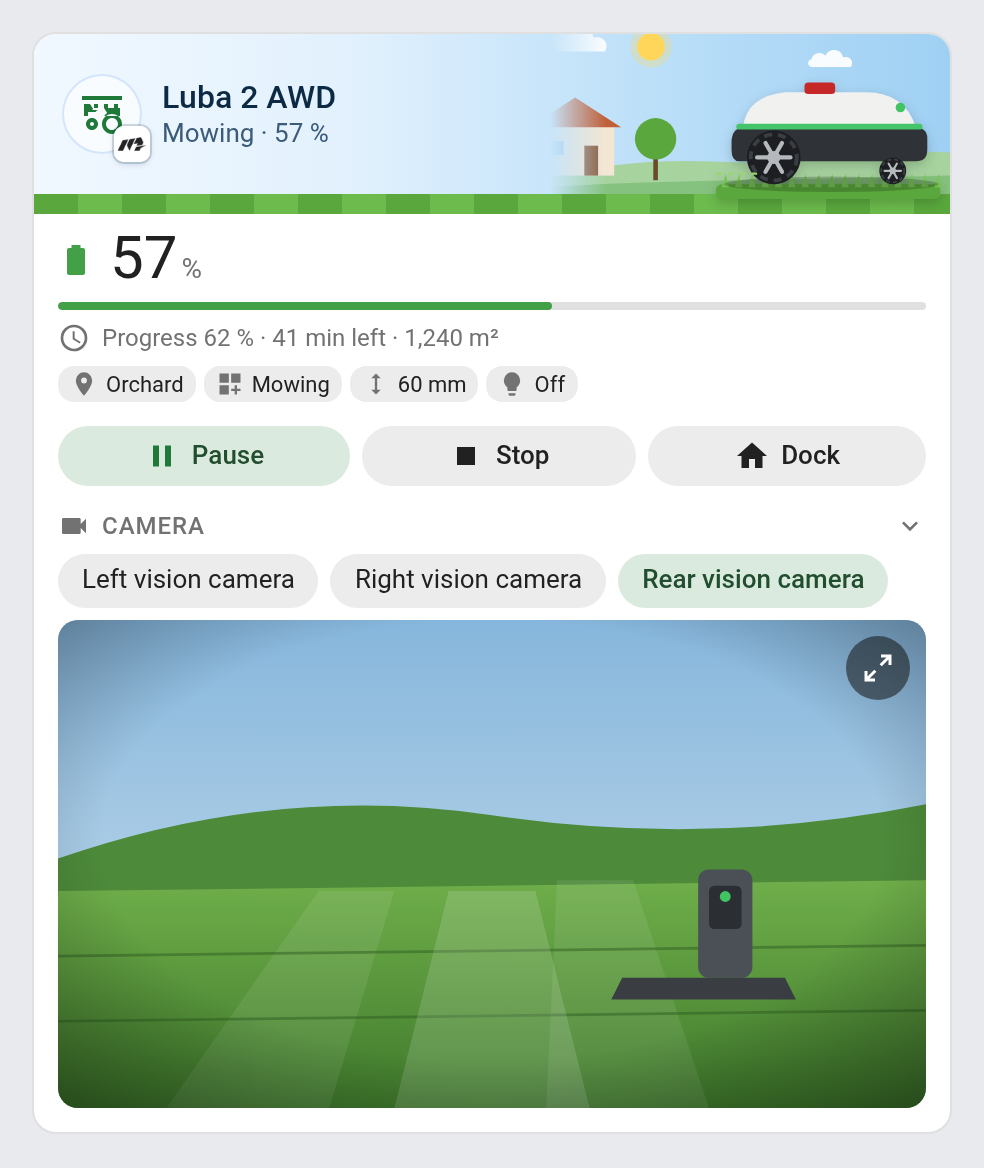 Luba 2 AWD
Mowing · 57 %
57 %
Progress 62 % · 41 min left · 1,240 m²
Orchard Mowing 60 mm Off
Pause Stop Dock
CAMERA
Left vision camera Right vision camera Rear vision camera